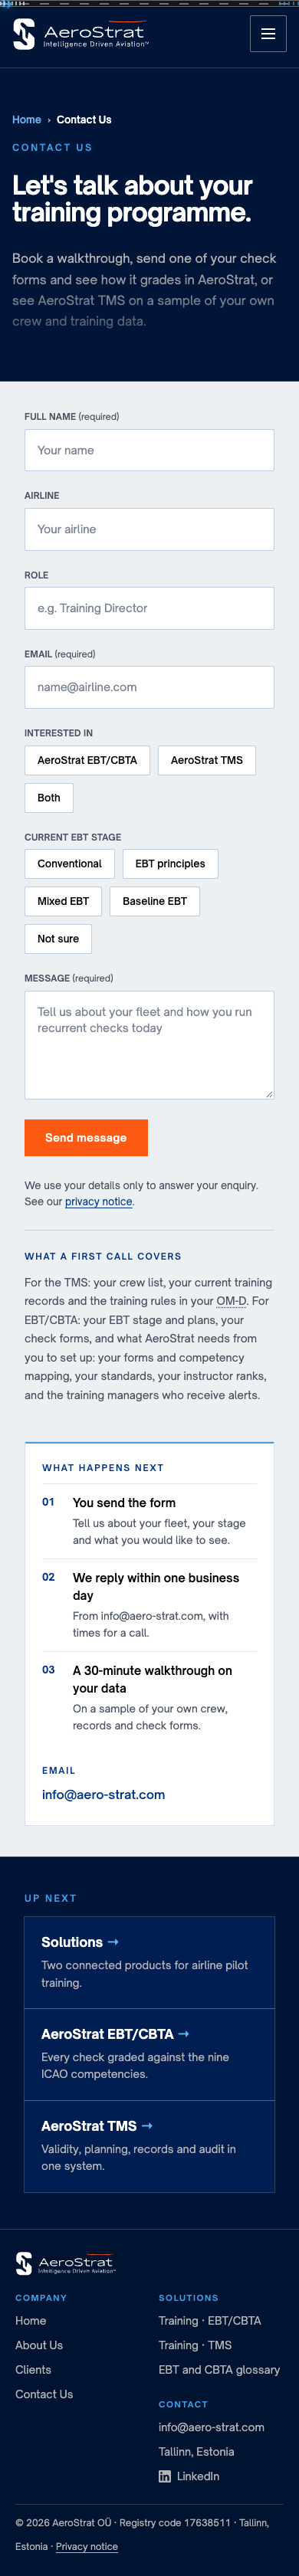 AeroStrat
Intelligence Driven Aviation™
Home › Contact Us
CONTACT US
Let's talk about your
training programme.
Book a walkthrough, send one of your check
forms and see how it grades in AeroStrat, or
see AeroStrat TMS on a sample of your own
crew and training data.
FULL NAME (required)
Your name
AIRLINE
Your airline
ROLE
e.g. Training Director
EMAIL (required)
name@airline.com
INTERESTED IN
AeroStrat EBT/CBTA AeroStrat TMS
Both
CURRENT EBT STAGE
Conventional EBT principles
Mixed EBT Baseline EBT
Not sure
MESSAGE (required)
Tell us about your fleet and how you run
recurrent checks today
Send message
We use your details only to answer your enquiry.
See our privacy notice.
WHAT A FIRST CALL COVERS
For the TMS: your crew list, your current training
records and the training rules in your OM-D. For
EBT/CBTA: your EBT stage and plans, your
check forms, and what AeroStrat needs from
you to set up: your forms and competency
mapping, your standards, your instructor ranks,
and the training managers who receive alerts.
WHAT HAPPENS NEXT
01 You send the form
Tell us about your fleet, your stage
and what you would like to see.
02 We reply within one business
day
From info@aero-strat.com, with
times for a call.
03 A 30-minute walkthrough on
your data
On a sample of your own crew,
records and check forms.
EMAIL
info@aero-strat.com
UP NEXT
Solutions →
Two connected products for airline pilot
training.
AeroStrat EBT/CBTA →
Every check graded against the nine
ICAO competencies.
AeroStrat TMS →
Validity, planning, records and audit in
one system.
AeroStrat
Intelligence Driven Aviation™
COMPANY
Home
About Us
Clients
Contact Us
SOLUTIONS
Training · EBT/CBTA
Training · TMS
EBT and CBTA glossary
CONTACT
info@aero-strat.com
Tallinn, Estonia
LinkedIn
© 2026 AeroStrat OÜ · Registry code 17638511 · Tallinn,
Estonia · Privacy notice